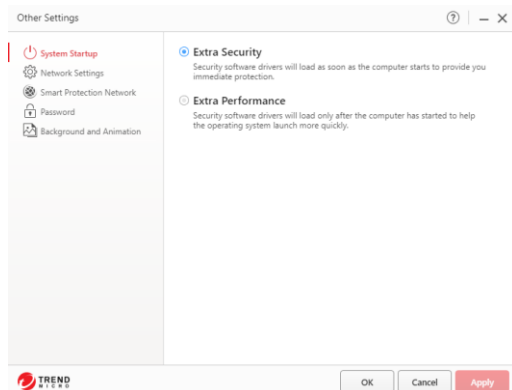 Other Settings
?
System Startup
Network Settings
Smart Protection Network
Password
Background and Animation
Extra Security
Security software drivers will load as soon as the computer starts to provide you
immediate protection.
Extra Performance
Security software drivers will load only after the computer has started to help
the operating system launch more quickly.
TREND
MICRO
OK
Cancel
Apply